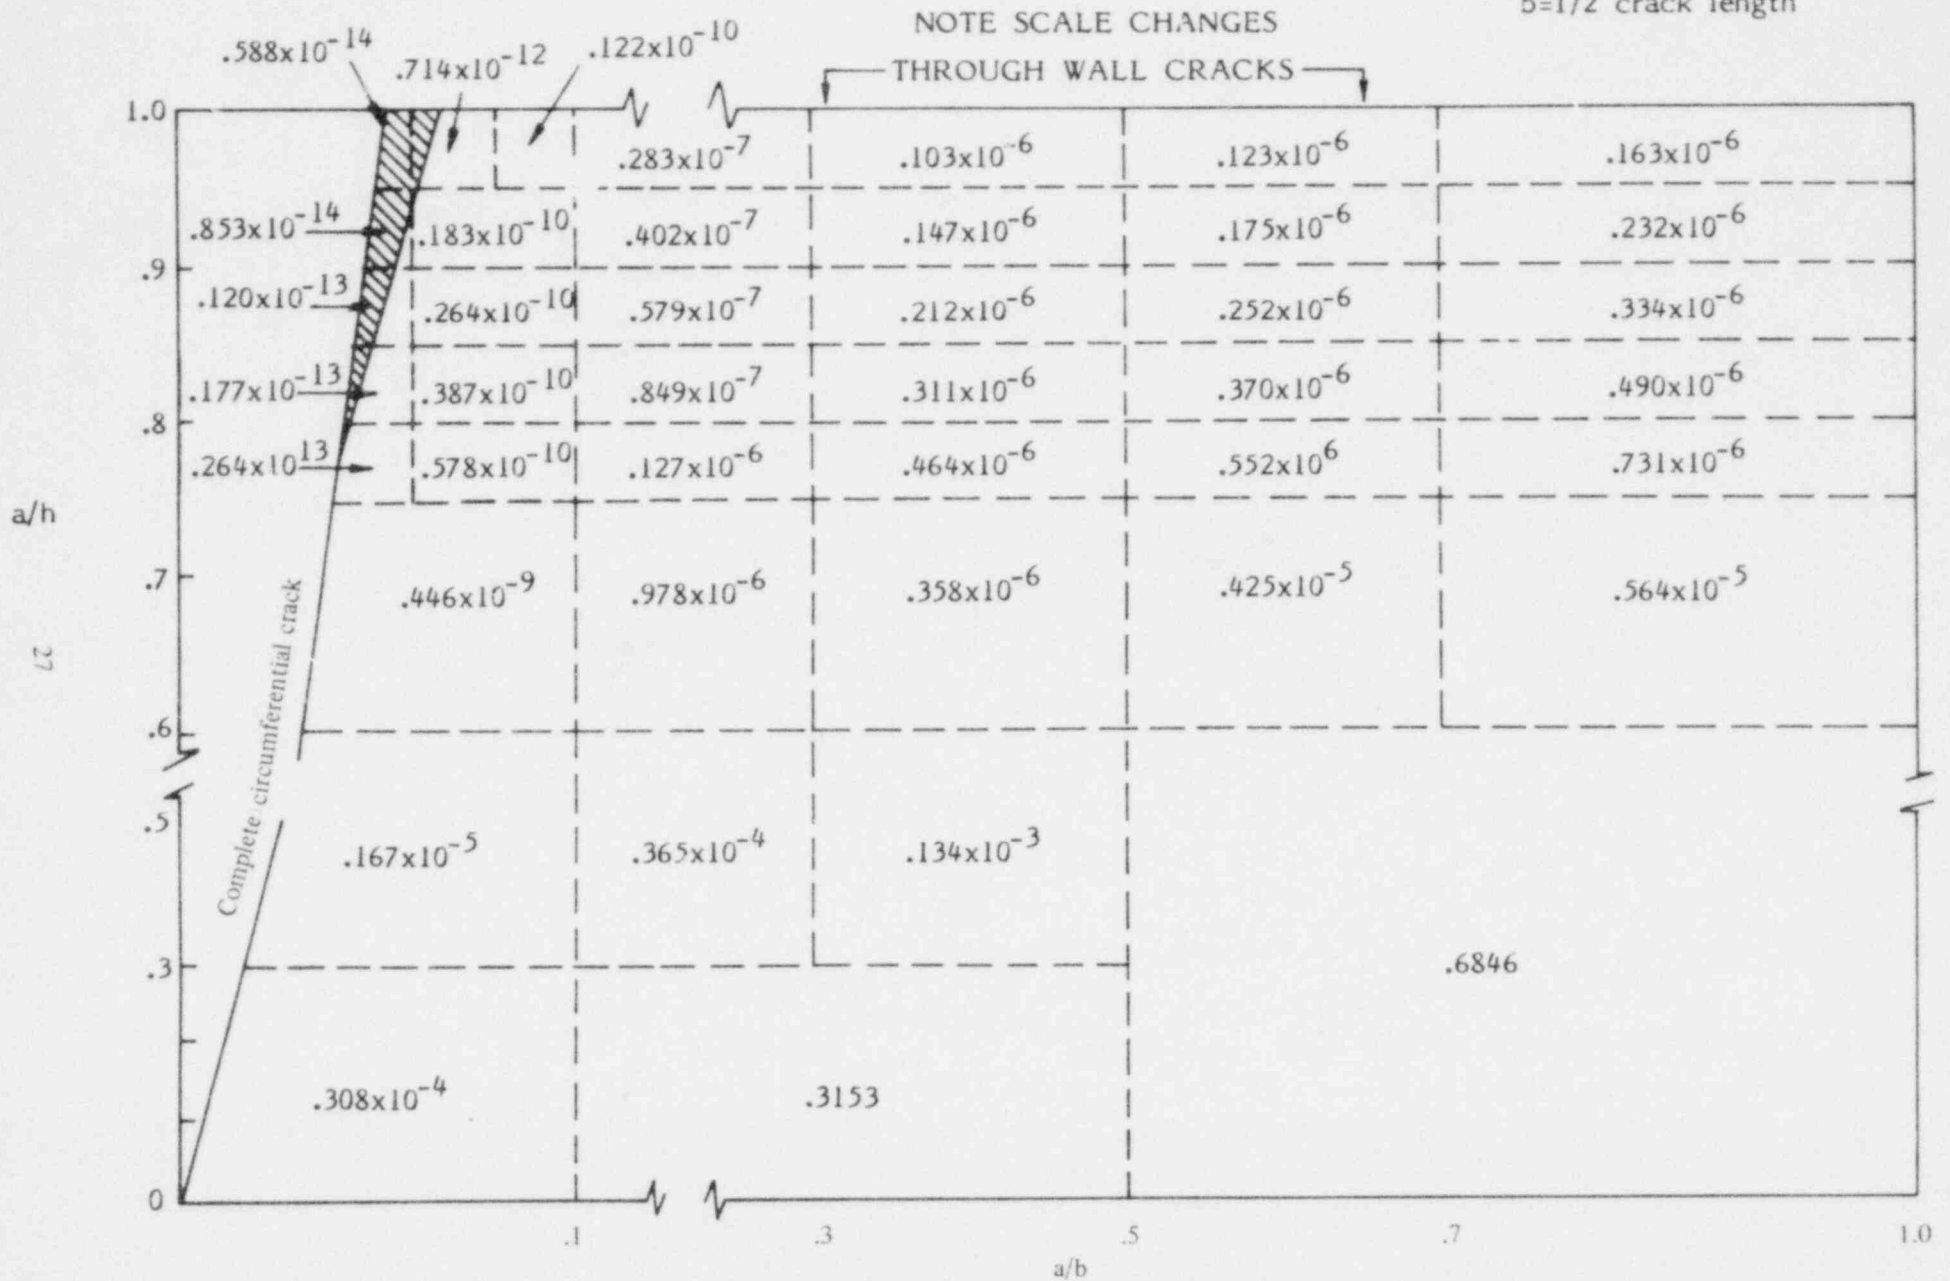 b=1/2 crack length
NOTE SCALE CHANGES
THROUGH WALL CRACKS
.588x10⁻¹⁴ .714x10⁻¹² .122x10⁻¹⁰
1.0
.283x10⁻⁷ .103x10⁻⁶ .123x10⁻⁶ .163x10⁻⁶
.853x10⁻¹⁴ .183x10⁻¹⁰ .402x10⁻⁷ .147x10⁻⁶ .175x10⁻⁶ .232x10⁻⁶
.9
.120x10⁻¹³ .264x10⁻¹⁰ .579x10⁻⁷ .212x10⁻⁶ .252x10⁻⁶ .334x10⁻⁶
.177x10⁻¹³ .387x10⁻¹⁰ .849x10⁻⁷ .311x10⁻⁶ .370x10⁻⁶ .490x10⁻⁶
.8
.264x10¹³ .578x10⁻¹⁰ .127x10⁻⁶ .464x10⁻⁶ .552x10⁶ .731x10⁻⁶
a/h
.7
.446x10⁻⁹ .978x10⁻⁶ .358x10⁻⁶ .425x10⁻⁵ .564x10⁻⁵
27
Complete circumferential crack
.6
.5
.167x10⁻⁵ .365x10⁻⁴ .134x10⁻³
.3
.6846
.308x10⁻⁴ .3153
0
.1 .3 .5 .7 1.0
a/b